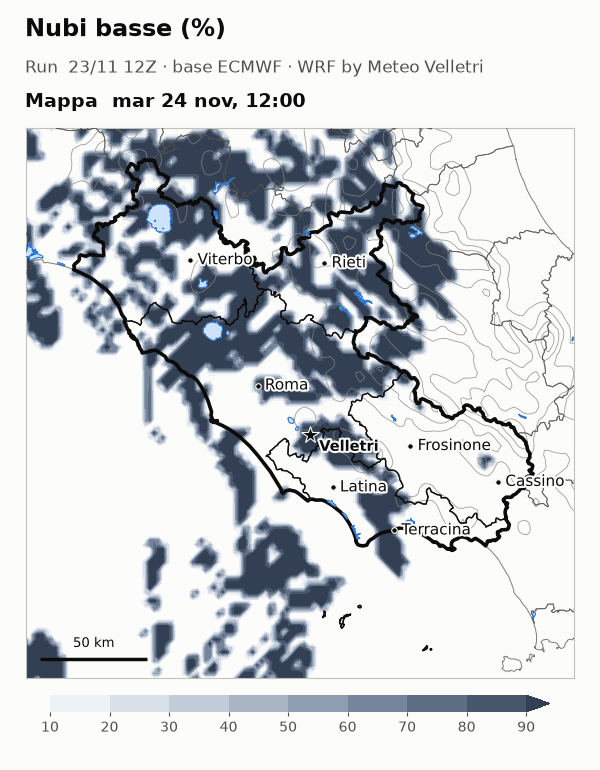 Nubi basse (%)
Run 23/11 12Z · base ECMWF · WRF by Meteo Velletri
Mappa mar 24 nov, 12:00
Viterbo
Rieti
Roma
Velletri
Frosinone
Latina
Cassino
Terracina
50 km
10 20 30 40 50 60 70 80 90